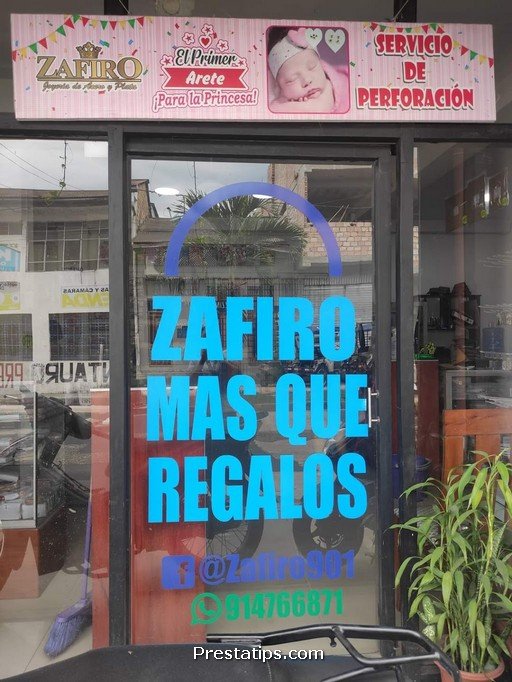 ZAFIRO
Joyería de Acero y Plata
El Primer
Arete
¡Para la Princesa!
SERVICIO
DE
PERFORACIÓN
ZAFIRO
MAS QUE
REGALOS
@Zafiro901
914766871
Prestatips.com